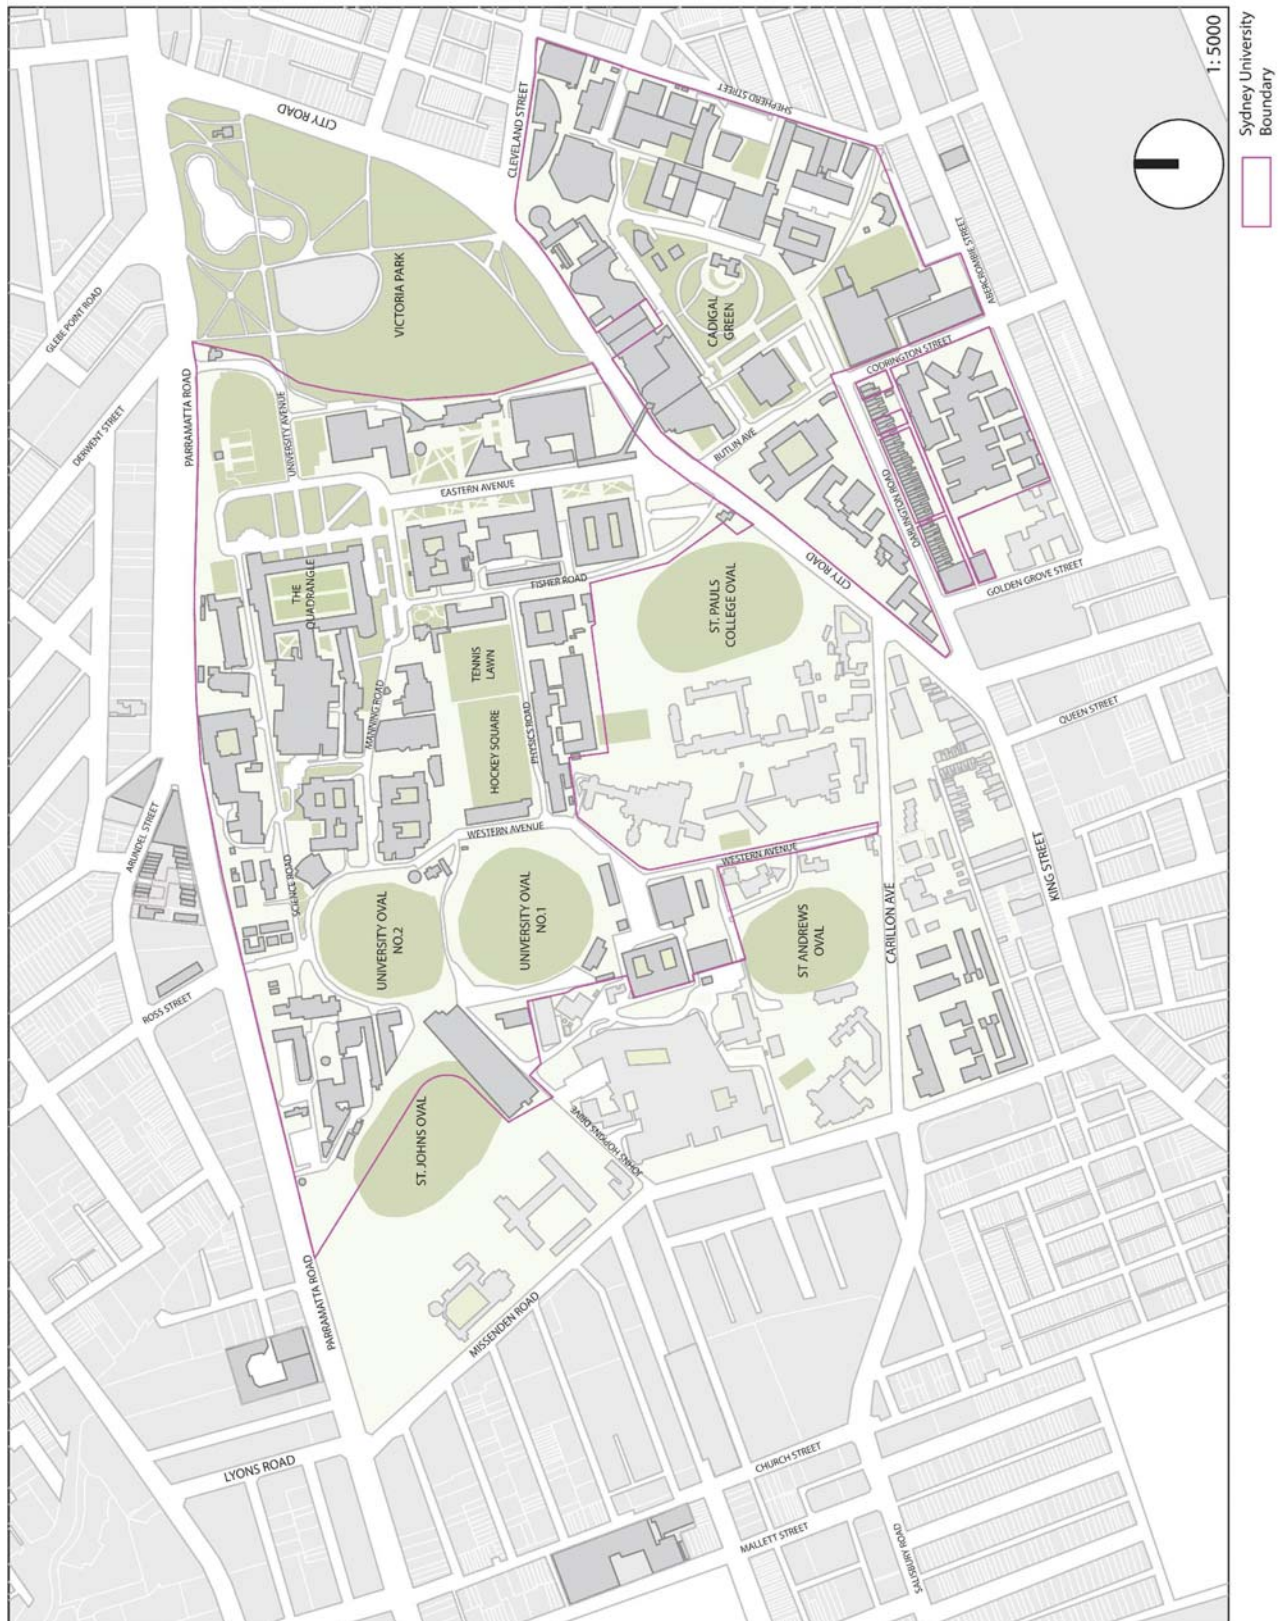 1: 5000
Sydney University
Boundary
CITY ROAD
CLEVELAND STREET
SHEPHERD STREET
GLEBE POINT ROAD
VICTORIA PARK
ABERCROMBIE STREET
CADIGAL
GREEN
DERWENT STREET
PARRAMATTA ROAD
UNIVERSITY AVENUE
CODRINGTON STREET
BUTLIN AVE
EASTERN AVENUE
DARLINGTON ROAD
THE
QUADRANGLE
FISHER ROAD
CITY ROAD
GOLDEN GROVE STREET
ST. PAULS
COLLEGE OVAL
TENNIS
LAWN
MANNING ROAD
HOCKEY SQUARE
PHYSICS ROAD
QUEEN STREET
ARUNDEL STREET
WESTERN AVENUE
WESTERN AVENUE
KING STREET
SCIENCE ROAD
UNIVERSITY OVAL
NO.2
UNIVERSITY OVAL
NO.1
ST ANDREWS
OVAL
CARILLON AVE
ROSS STREET
ST. JOHNS OVAL
JOHNS HOPKINS DRIVE
PARRAMATTA ROAD
MISSENDEN ROAD
LYONS ROAD
CHURCH STREET
MALLETT STREET
SALISBURY ROAD